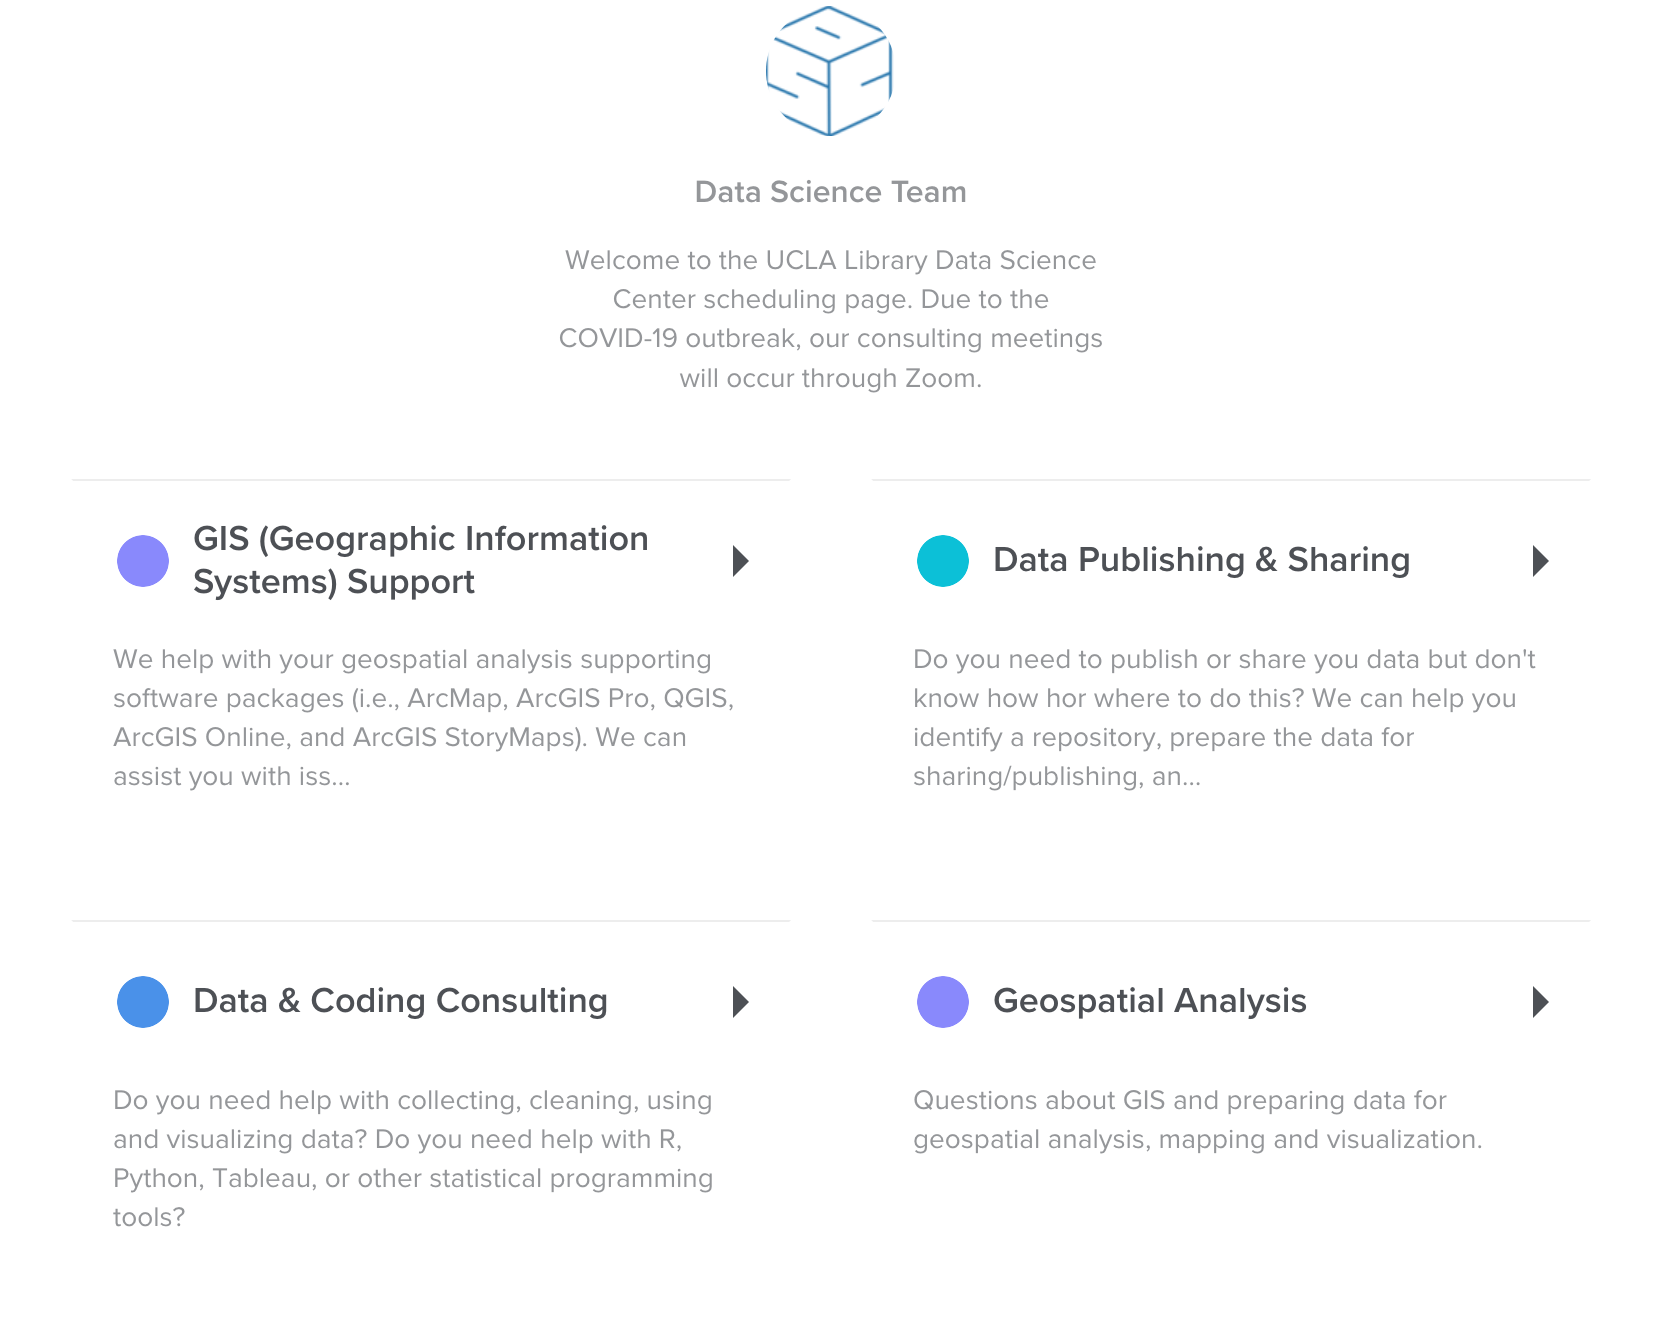 Data Science Team
Welcome to the UCLA Library Data Science
Center scheduling page. Due to the
COVID-19 outbreak, our consulting meetings
will occur through Zoom.
GIS (Geographic Information
Systems) Support
We help with your geospatial analysis supporting
software packages (i.e., ArcMap, ArcGIS Pro, QGIS,
ArcGIS Online, and ArcGIS StoryMaps). We can
assist you with iss...
Data Publishing & Sharing
Do you need to publish or share you data but don't
know how hor where to do this? We can help you
identify a repository, prepare the data for
sharing/publishing, an...
Data & Coding Consulting
Do you need help with collecting, cleaning, using
and visualizing data? Do you need help with R,
Python, Tableau, or other statistical programming
tools?
Geospatial Analysis
Questions about GIS and preparing data for
geospatial analysis, mapping and visualization.